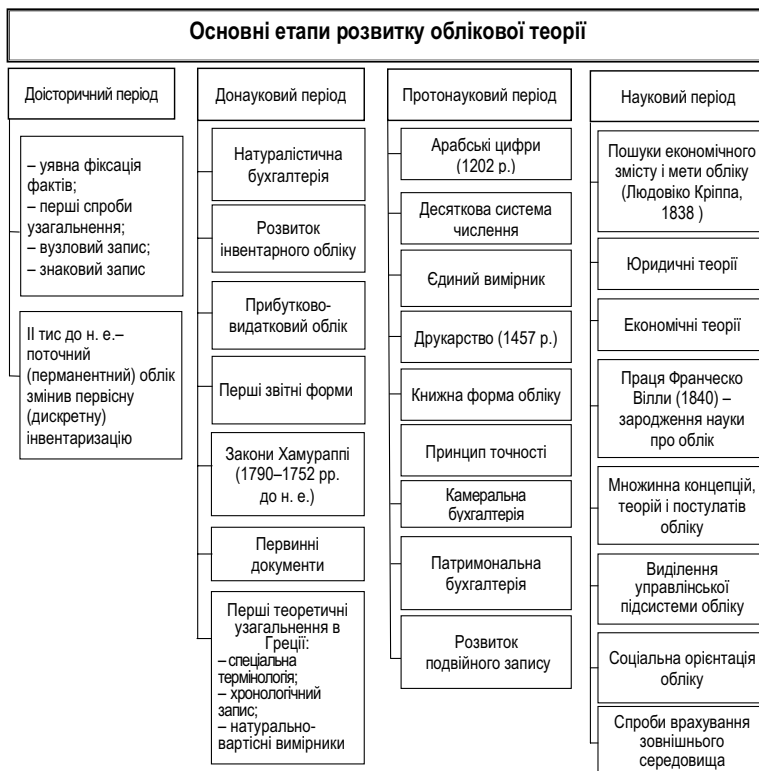 Основні етапи розвитку облікової теорії
Доісторичний період
– уявна фіксація
фактів;
– перші спроби
узагальнення;
– вузловий запис;
– знаковий запис
ІІ тис до н. е.–
поточний
(перманентний) облік
змінив первісну
(дискретну)
інвентаризацію
Донауковий період
Натуралістична
бухгалтерія
Розвиток
інвентарного обліку
Прибутково-
видатковий облік
Перші звітні форми
Закони Хамураппі
(1790–1752 рр.
до н. е.)
Первинні
документи
Перші теоретичні
узагальнення в
Греції:
– спеціальна
термінологія;
– хронологічний
запис;
– натурально-
вартісні вимірники
Протонауковий період
Арабські цифри
(1202 р.)
Десяткова система
числення
Єдиний вимірник
Друкарство (1457 р.)
Книжна форма обліку
Принцип точності
Камеральна
бухгалтерія
Патримональна
бухгалтерія
Розвиток
подвійного запису
Науковий період
Пошуки економічного
змісту і мети обліку
(Людовіко Кріппа,
1838 )
Юридичні теорії
Економічні теорії
Праця Франческо
Вілли (1840) –
зародження науки
про облік
Множинна концепцій,
теорій і постулатів
обліку
Виділення
управлінської
підсистеми обліку
Соціальна орієнтація
обліку
Спроби врахування
зовнішнього
середовища